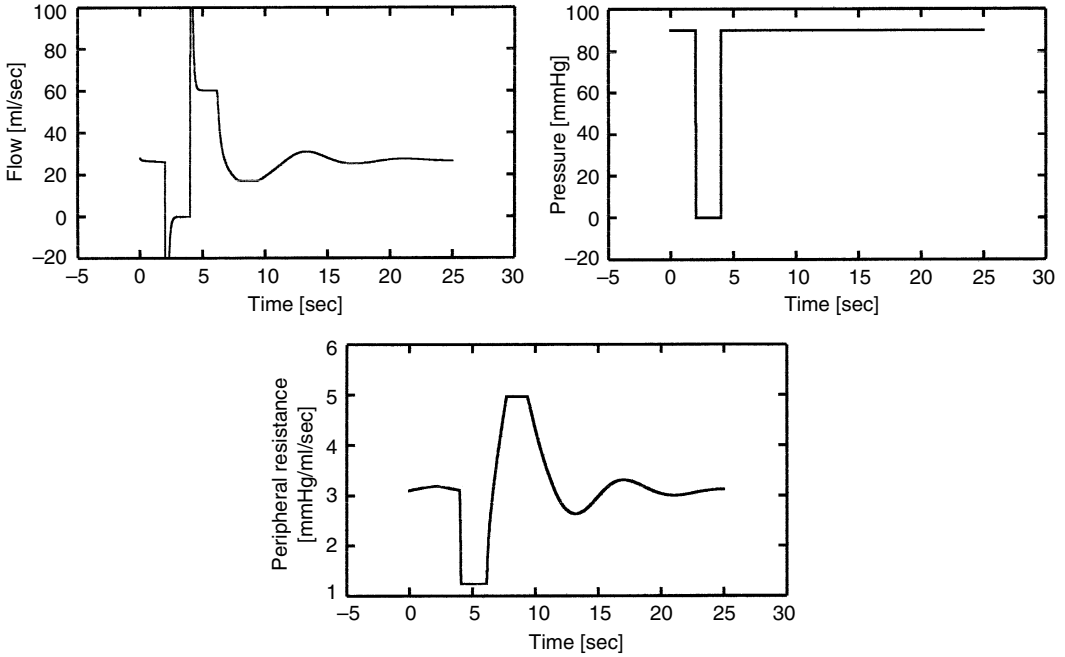 100
80
60
40
20
0
–20
Flow [ml/sec]
–5 0 5 10 15 20 25 30
Time [sec]
100
80
60
40
20
0
–20
Pressure [mmHg]
–5 0 5 10 15 20 25 30
Time [sec]
6
5
4
3
2
1
Peripheral resistance
[mmHg/ml/sec]
–5 0 5 10 15 20 25 30
Time [sec]